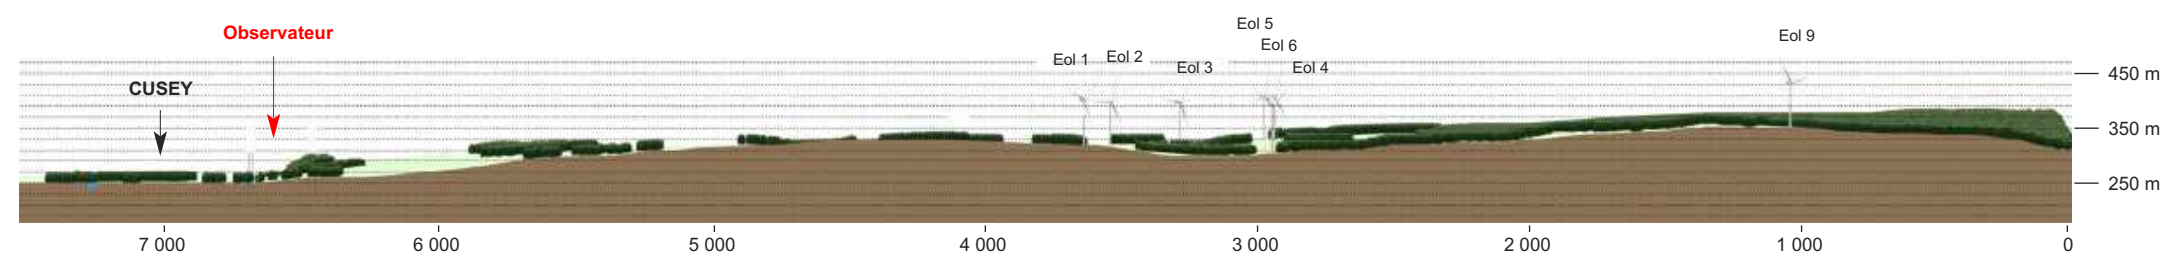 Eol 5
Observateur
Eol 9
Eol 6
Eol 1
Eol 2
Eol 3
Eol 4
450 m
CUSEY
350 m
250 m
7 000
6 000
5 000
4 000
3 000
2 000
1 000
0